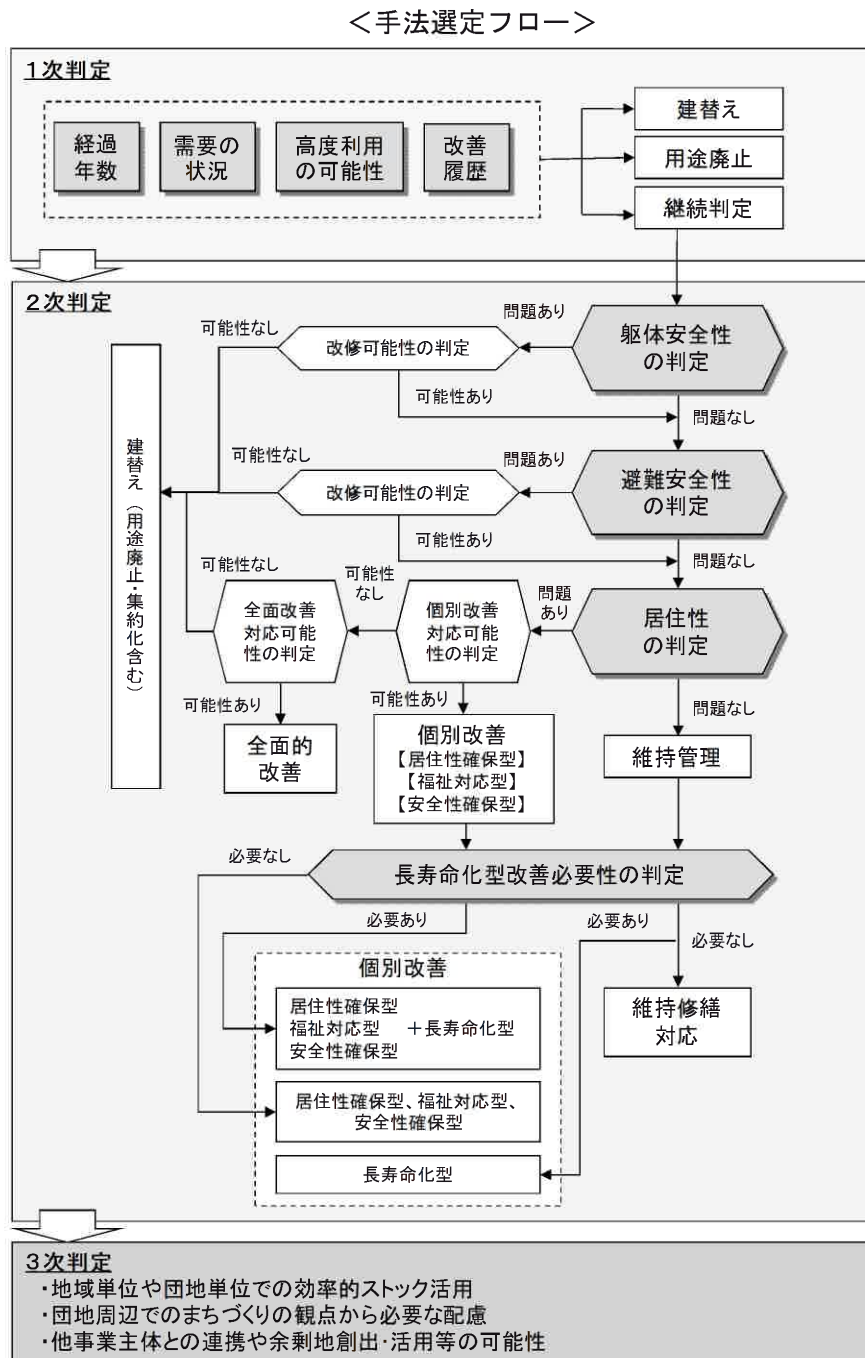 ＜手法選定フロー＞
１次判定
経過
年数
需要の
状況
高度利用
の可能性
改善
履歴
建替え
用途廃止
継続判定
２次判定
躯体安全性
の判定
問題あり
改修可能性の判定
可能性なし
可能性あり
問題なし
避難安全性
の判定
問題あり
改修可能性の判定
可能性なし
可能性あり
問題なし
居住性
の判定
問題
あり
個別改善
対応可能
性の判定
可能性
なし
全面改善
対応可能
性の判定
可能性なし
建替え（用途廃止・集約化含む）
可能性あり
全面的
改善
可能性あり
個別改善
【居住性確保型】
【福祉対応型】
【安全性確保型】
問題なし
維持管理
長寿命化型改善必要性の判定
必要なし
必要あり
必要あり
必要なし
個別改善
居住性確保型
福祉対応型　＋長寿命化型
安全性確保型
居住性確保型、福祉対応型、
安全性確保型
長寿命化型
維持修繕
対応
３次判定
・地域単位や団地単位での効率的ストック活用
・団地周辺でのまちづくりの観点から必要な配慮
・他事業主体との連携や余剰地創出・活用等の可能性